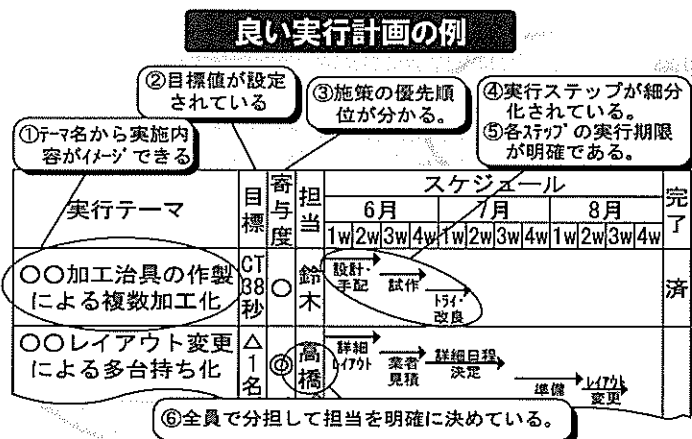 良い実行計画の例
②目標値が設定
されている
③施策の優先順
位が分かる。
④実行ステップが細分
化されている。
⑤各ステップの実行期限
が明確である。
①テーマ名から実施内
容がイメージできる
実行テーマ
目標
寄与度
担当
スケジュール
完了
6月
7月
8月
1w 2w 3w 4w 1w 2w 3w 4w 1w 2w 3w 4w
〇〇加工治具の作製
による複数加工化
CT
38
秒
〇
鈴木
設計・
手配
試作
トライ・
改良
済
〇〇レイアウト変更
による多台持ち化
△
1
名
◎
高橋
詳細
レイアウト
業者
見積
詳細日程
決定
準備
レイアウト
変更
⑥全員で分担して担当を明確に決めている。